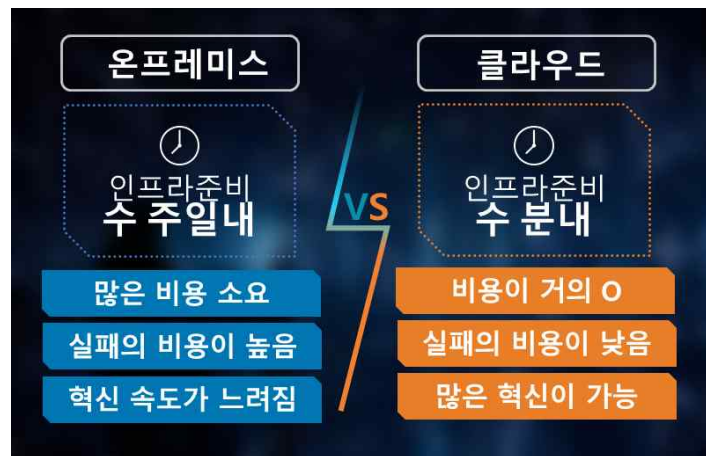 온프레미스
인프라준비
수 주일내
많은 비용 소요
실패의 비용이 높음
혁신 속도가 느려짐
VS
클라우드
인프라준비
수 분내
비용이 거의 O
실패의 비용이 낮음
많은 혁신이 가능